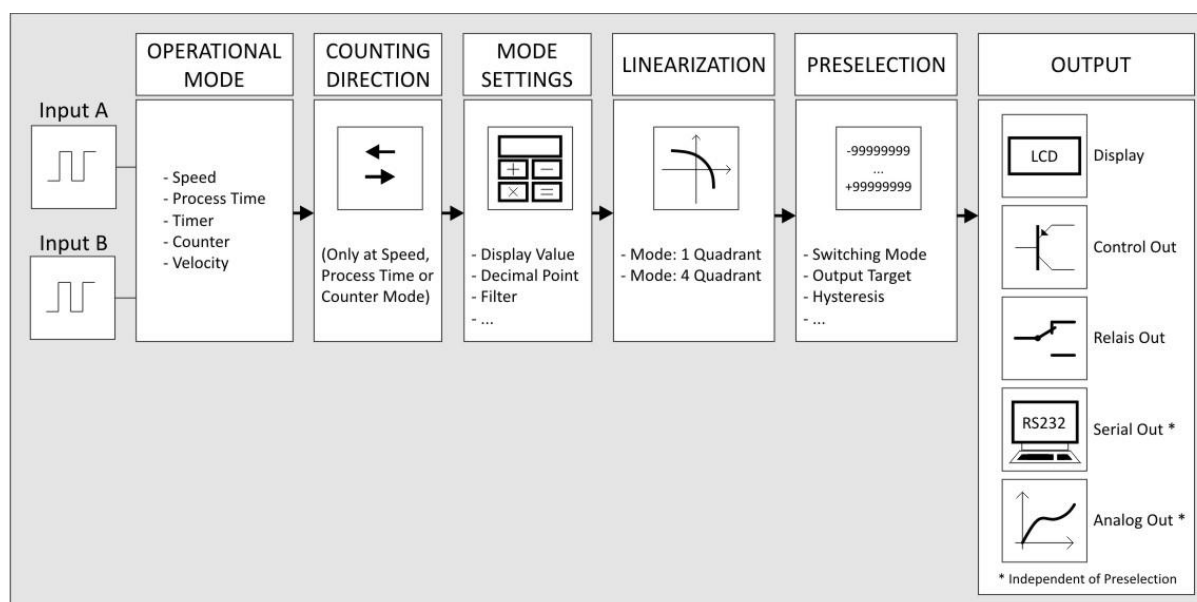 OPERATIONAL
MODE
COUNTING
DIRECTION
MODE
SETTINGS
LINEARIZATION
PRESELECTION
OUTPUT
Input A
Input B
- Speed
- Process Time
- Timer
- Counter
- Velocity
(Only at Speed,
Process Time or
Counter Mode)
+ −
× =
- Display Value
- Decimal Point
- Filter
- ...
- Mode: 1 Quadrant
- Mode: 4 Quadrant
-99999999
...
+99999999
- Switching Mode
- Output Target
- Hysteresis
- ...
LCD
Display
Control Out
Relais Out
RS232
Serial Out *
Analog Out *
* Independent of Preselection